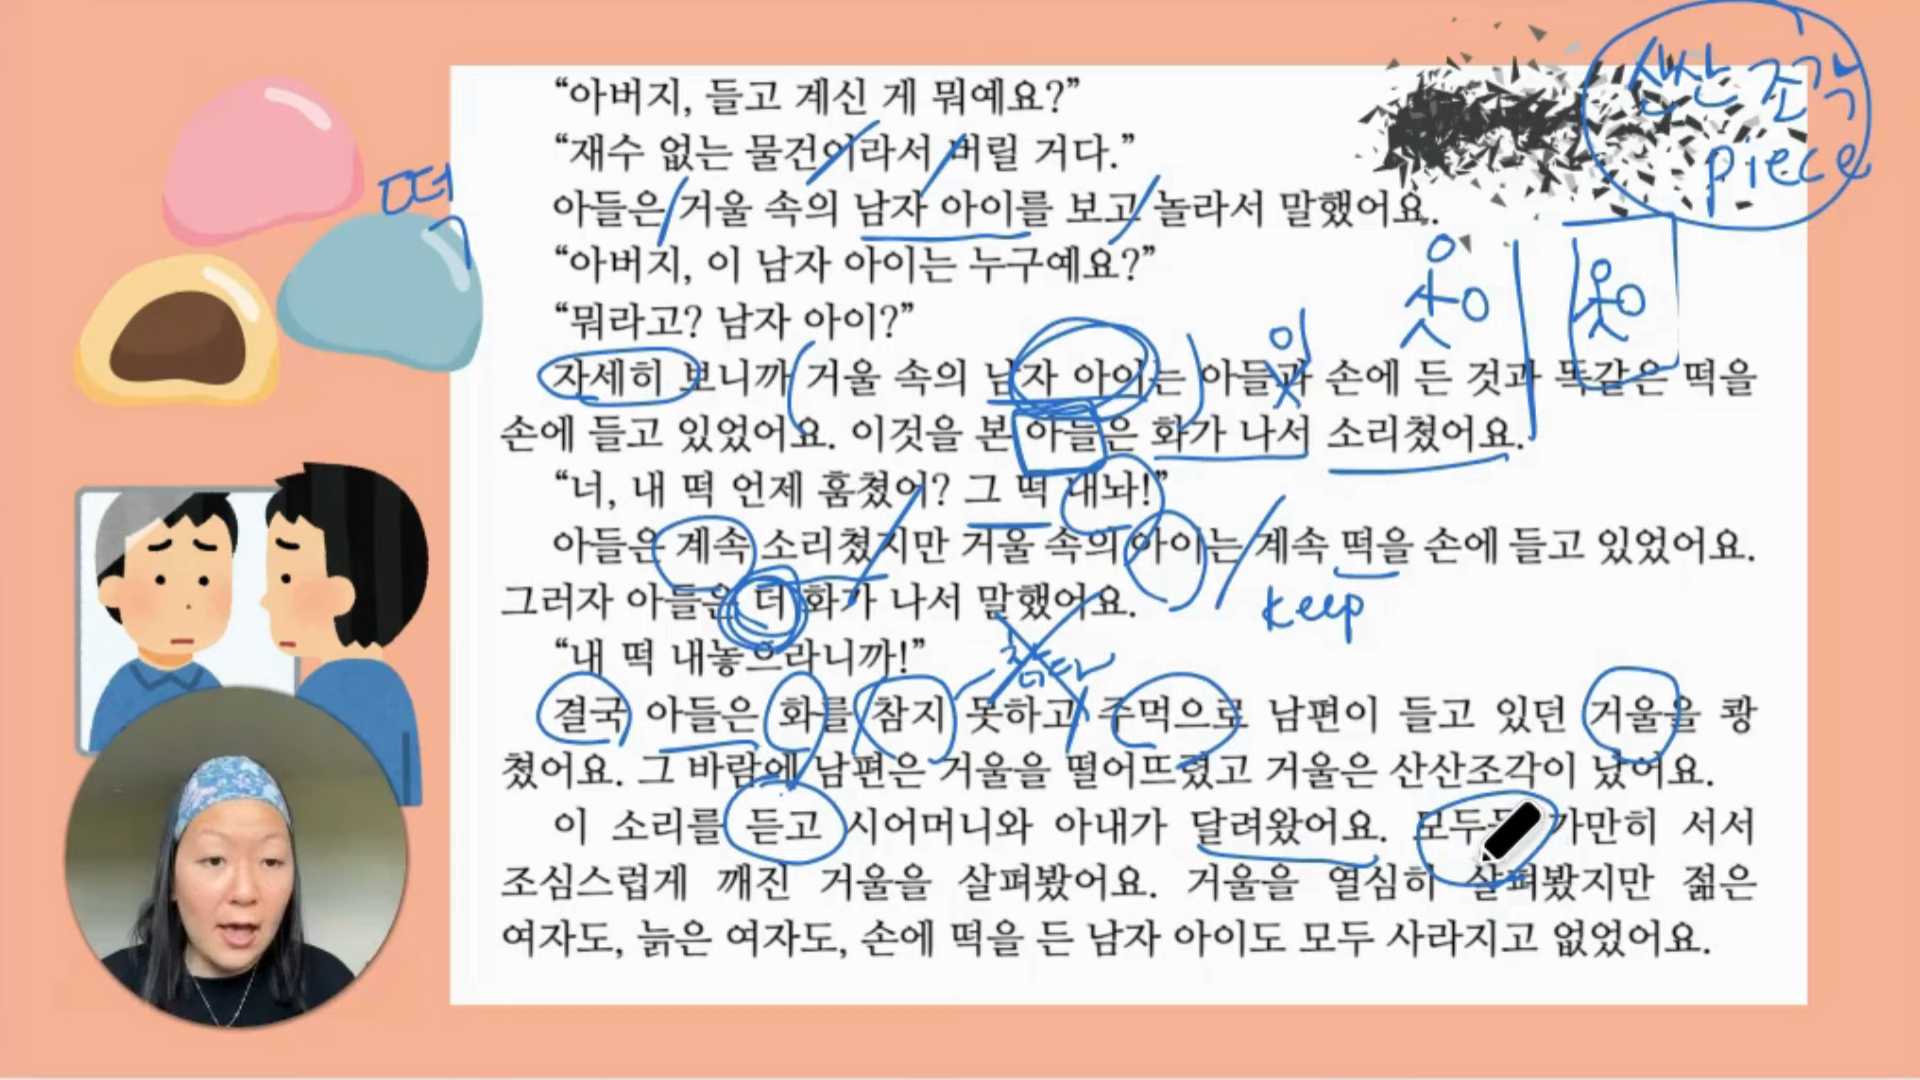 “아버지, 들고 계신 게 뭐예요?”
“재수 없는 물건이라서 버릴 거다.”
아들은 거울 속의 남자 아이를 보고 놀라서 말했어요.
“아버지, 이 남자 아이는 누구예요?”
“뭐라고? 남자 아이?”
자세히 보니까 거울 속의 남자 아이는 아들과 손에 든 것과 똑같은 떡을
손에 들고 있었어요. 이것을 본 아들은 화가 나서 소리쳤어요.
“너, 내 떡 언제 훔쳤어? 그 떡 내놔!”
아들은 계속 소리쳤지만 거울 속의 아이는 계속 떡을 손에 들고 있었어요.
그러자 아들은 더 화가 나서 말했어요.
“내 떡 내놓으라니까!”
결국 아들은 화를 참지 못하고 주먹으로 남편이 들고 있던 거울을 쾅
쳤어요. 그 바람에 남편은 거울을 떨어뜨렸고 거울은 산산조각이 났어요.
이 소리를 듣고 시어머니와 아내가 달려왔어요. 모두들 가만히 서서
조심스럽게 깨진 거울을 살펴봤어요. 거울을 열심히 살펴봤지만 젊은
여자도, 늙은 여자도, 손에 떡을 든 남자 아이도 모두 사라지고 없었어요.
떡
산산 조각
piece
이
keep
참다